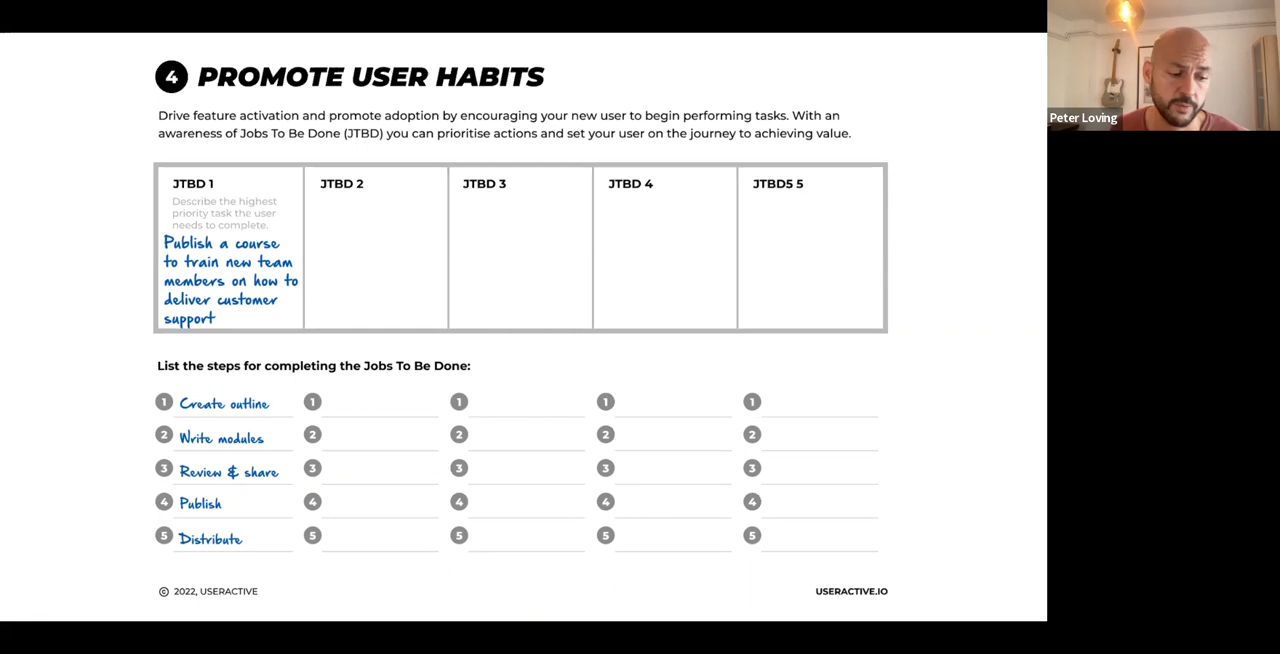 4 PROMOTE USER HABITS
Drive feature activation and promote adoption by encouraging your new user to begin performing tasks. With an
awareness of Jobs To Be Done (JTBD) you can prioritise actions and set your user on the journey to achieving value.
JTBD 1
Describe the highest
priority task the user
needs to complete.
Publish a course
to train new team
members on how to
deliver customer
support
JTBD 2
JTBD 3
JTBD 4
JTBD5 5
List the steps for completing the Jobs To Be Done:
1 Create outline
2 Write modules
3 Review & share
4 Publish
5 Distribute
1
2
3
4
5
1
2
3
4
5
1
2
3
4
5
1
2
3
4
5
© 2022, USERACTIVE
USERACTIVE.IO
Peter Loving